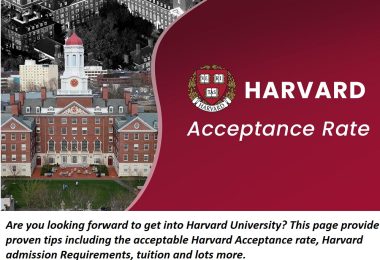 HARVARD
Acceptance Rate
HARVARD
Are you looking forward to get into Harvard University? This page provide
proven tips including the acceptable Harvard Acceptance rate, Harvard
admission Requirements, tuition and lots more.